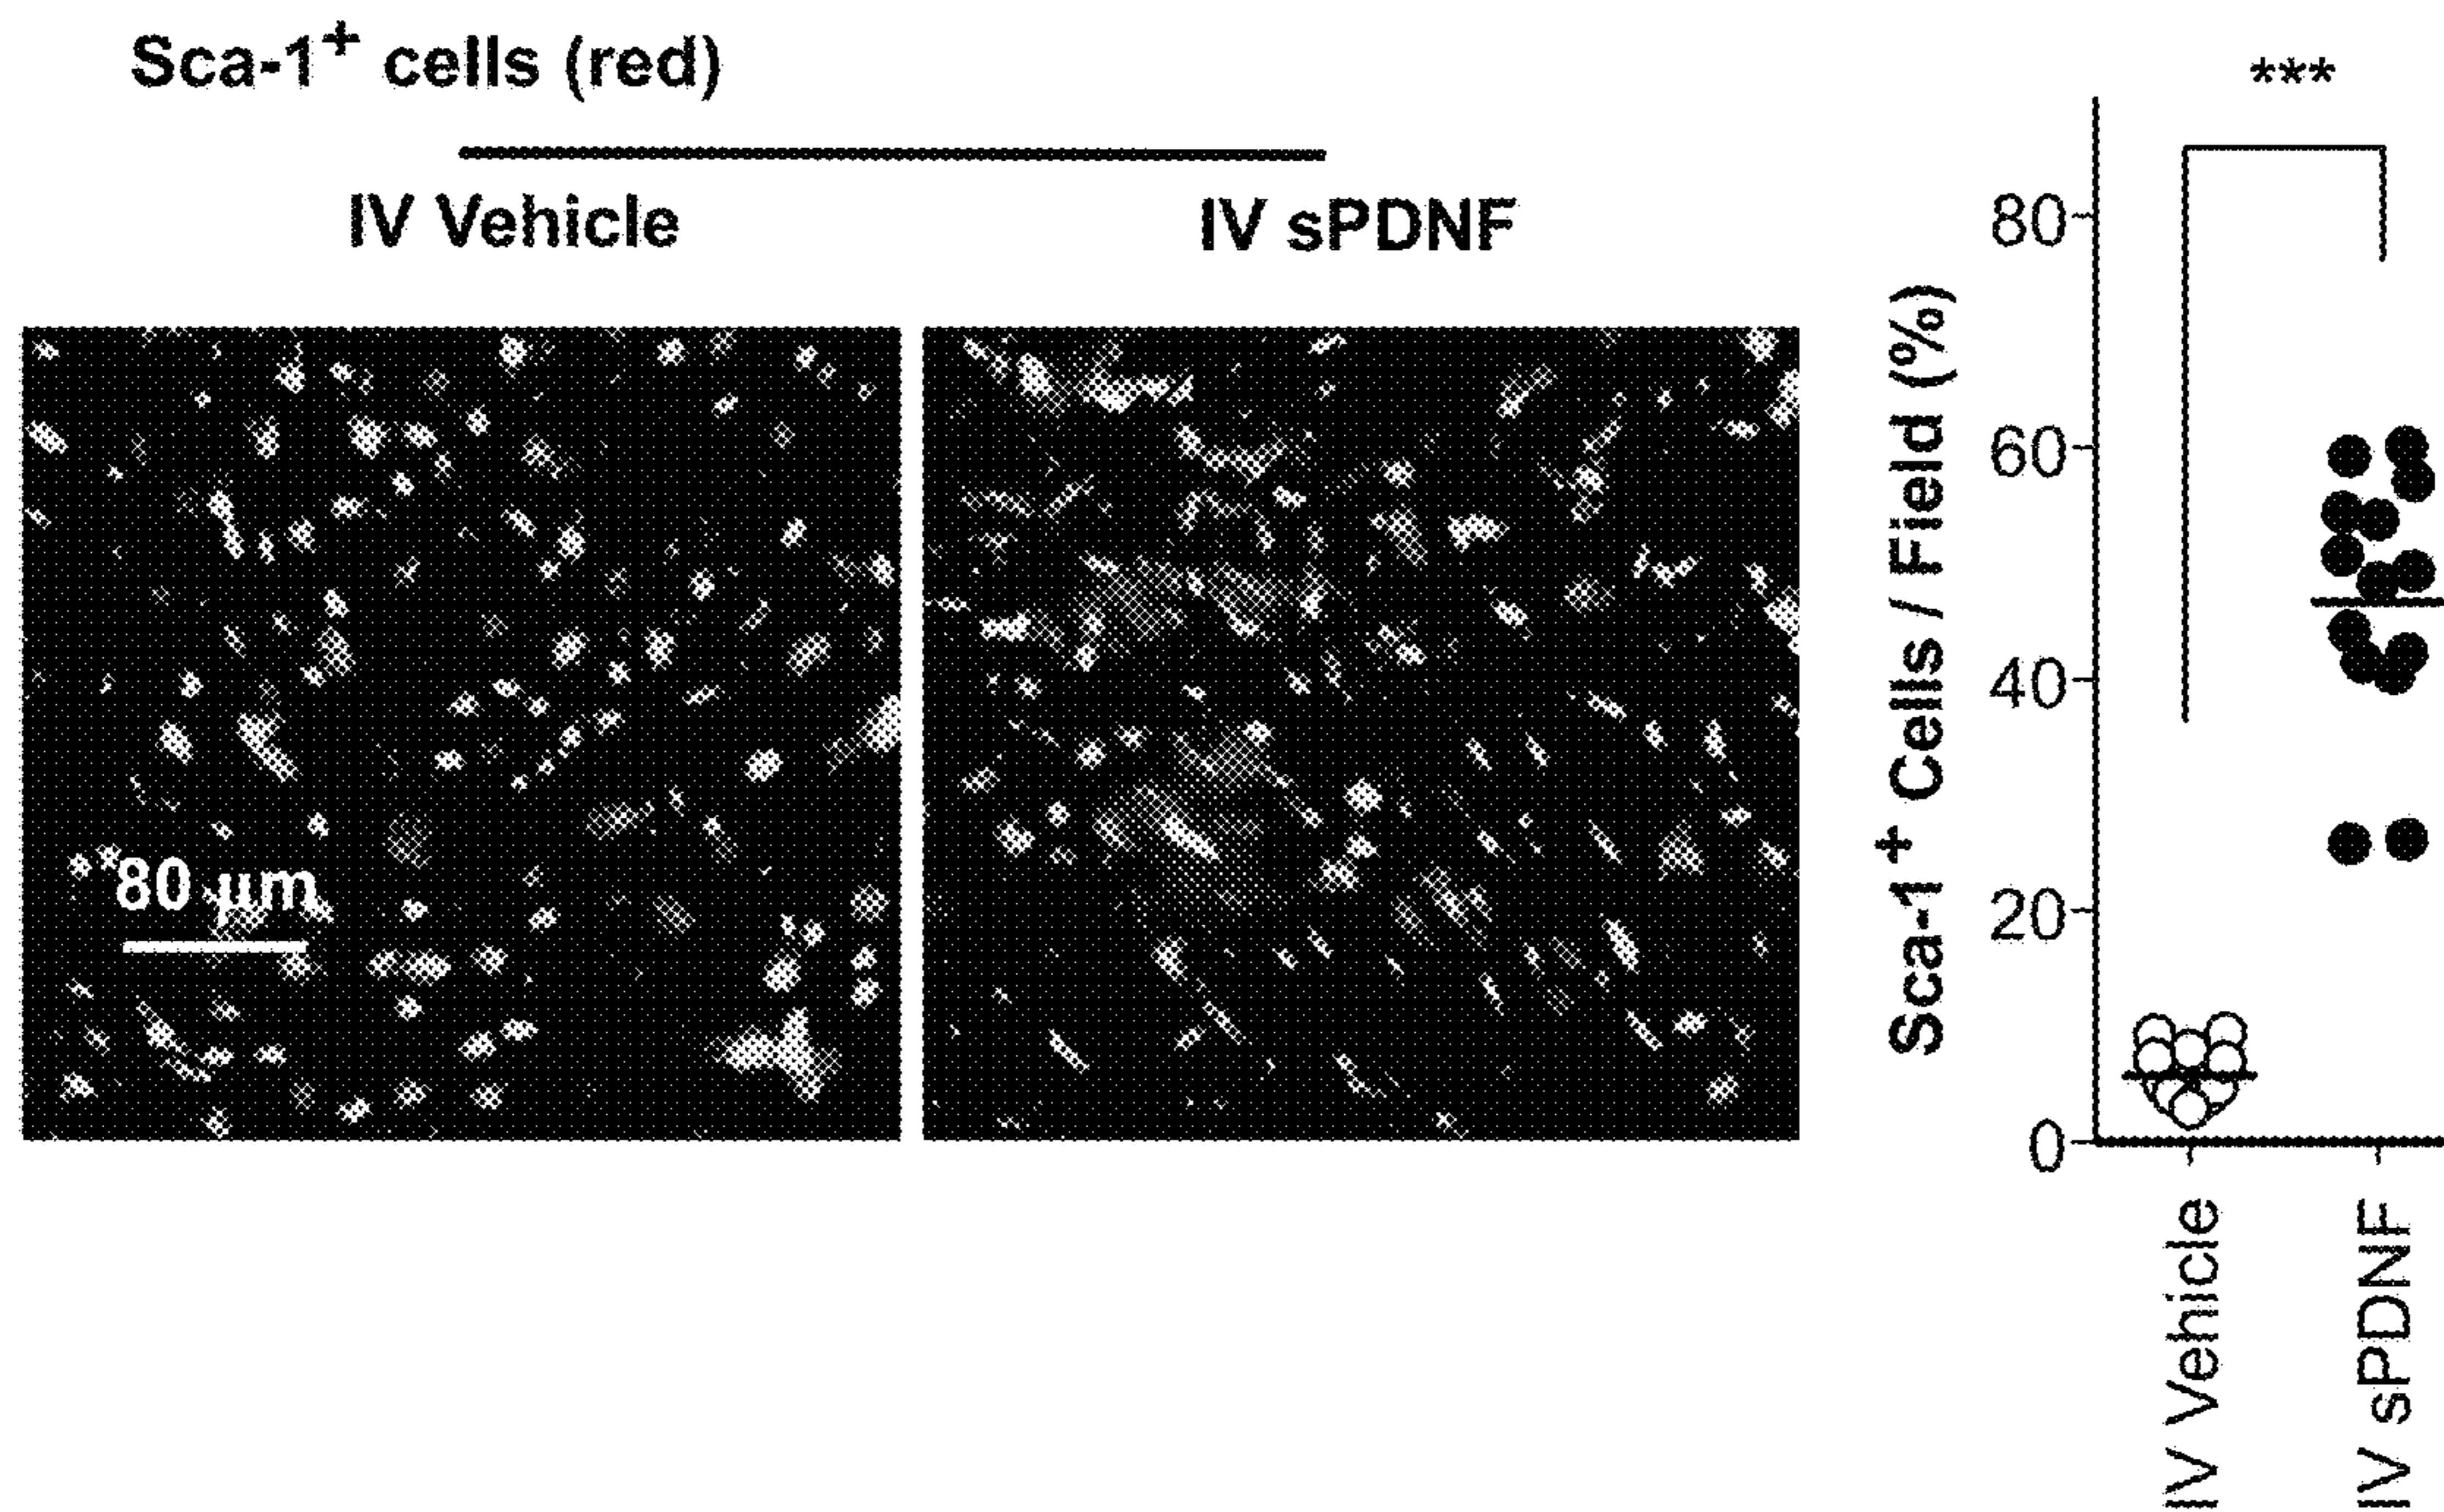 Sca-1⁺ cells (red)
IV Vehicle
IV sPDNF
80 µm
***
Sca-1⁺ Cells / Field (%)
80
60
40
20
0
IV Vehicle
IV sPDNF